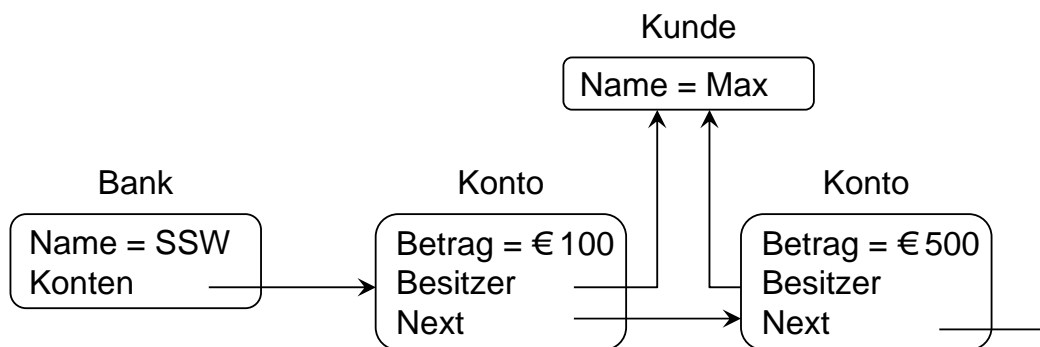 Kunde
Name = Max
Bank
Name = SSW
Konten
Konto
Betrag = € 100
Besitzer
Next
Konto
Betrag = € 500
Besitzer
Next